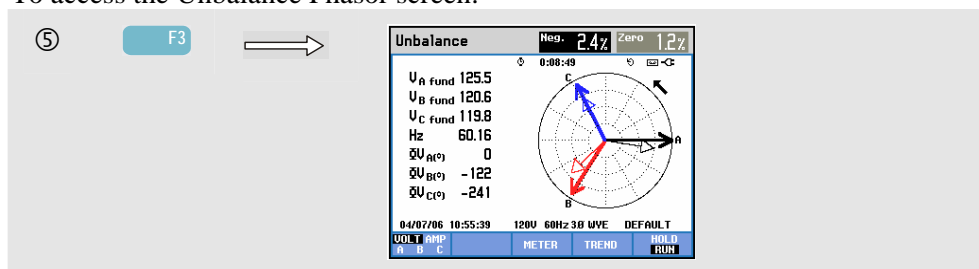 To access the Unbalance Phasor screen:
⑤ F3
Unbalance Neg. 2.4% Zero 1.2%
0:08:49
VA fund 125.5
VB fund 120.6
VC fund 119.8
Hz 60.16
ΦVA(°) 0
ΦVB(°) -122
ΦVC(°) -241
C
A
B
04/07/06 10:55:39 120V 60Hz 3Ø WYE DEFAULT
VOLT AMP
A B C METER TREND HOLD
RUN